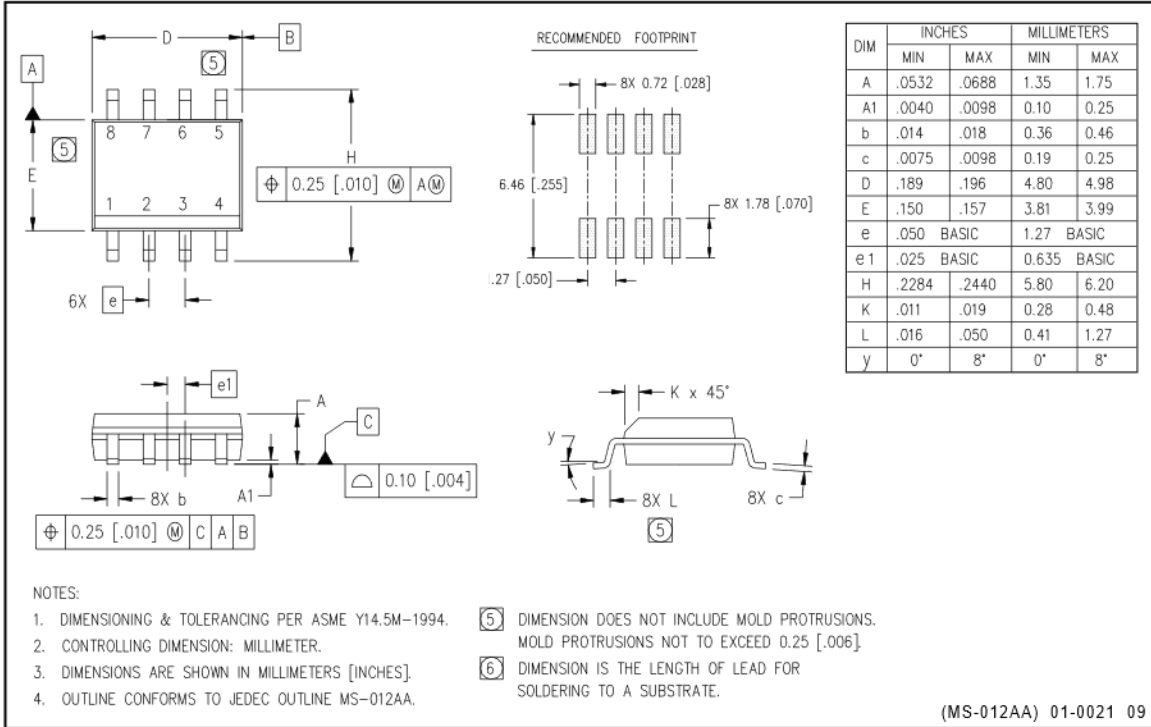 D
B
5
A
8 7 6 5
5
E
H
⌖ 0.25 [.010] Ⓜ AⓂ
1 2 3 4
6X e
RECOMMENDED FOOTPRINT
8X 0.72 [.028]
6.46 [.255]
8X 1.78 [.070]
.27 [.050]
DIM INCHES MILLIMETERS
MIN MAX MIN MAX
A .0532 .0688 1.35 1.75
A1 .0040 .0098 0.10 0.25
b .014 .018 0.36 0.46
c .0075 .0098 0.19 0.25
D .189 .196 4.80 4.98
E .150 .157 3.81 3.99
e .050 BASIC 1.27 BASIC
e1 .025 BASIC 0.635 BASIC
H .2284 .2440 5.80 6.20
K .011 .019 0.28 0.48
L .016 .050 0.41 1.27
y 0° 8° 0° 8°
e1
A
C
0.10 [.004]
8X b
A1
⌖ 0.25 [.010] Ⓜ C A B
K x 45°
y
8X L
8X c
5
NOTES:
1. DIMENSIONING & TOLERANCING PER ASME Y14.5M-1994.
2. CONTROLLING DIMENSION: MILLIMETER.
3. DIMENSIONS ARE SHOWN IN MILLIMETERS [INCHES].
4. OUTLINE CONFORMS TO JEDEC OUTLINE MS-012AA.
5 DIMENSION DOES NOT INCLUDE MOLD PROTRUSIONS.
MOLD PROTRUSIONS NOT TO EXCEED 0.25 [.006].
6 DIMENSION IS THE LENGTH OF LEAD FOR
SOLDERING TO A SUBSTRATE.
(MS-012AA) 01-0021 09